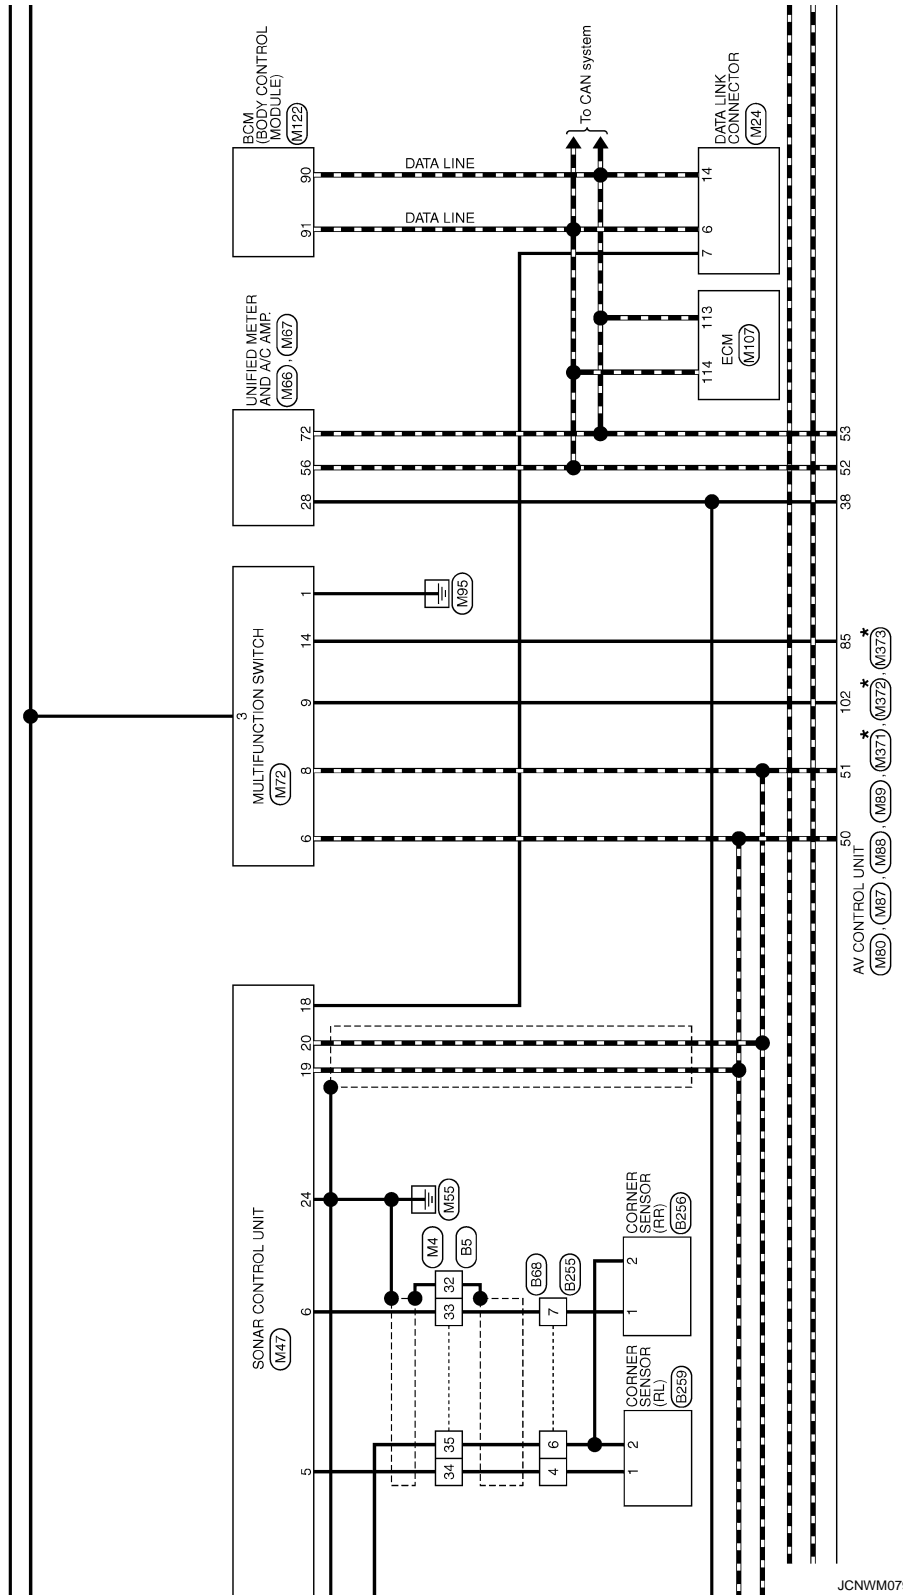 BCM
(BODY CONTROL
MODULE)
M122
90
91
DATA LINE
DATA LINE
To CAN system
DATA LINK
CONNECTOR
M24
14
6
7
UNIFIED METER
AND A/C AMP.
M66 , M67
72
56
28
113
114
ECM
M107
53
52
38
MULTIFUNCTION SWITCH
M72
3
1
14
9
8
6
M95
85
102
51
50
AV CONTROL UNIT
M80 , M87 , M88 , M89 , M371 * , M372 * , M373 *
SONAR CONTROL UNIT
M47
18
20
19
24
6
5
M55
M4
B5
32
33
35
34
B68
B255
7
6
4
CORNER
SENSOR
(RR)
B256
2
1
CORNER
SENSOR
(RL)
B259
2
1